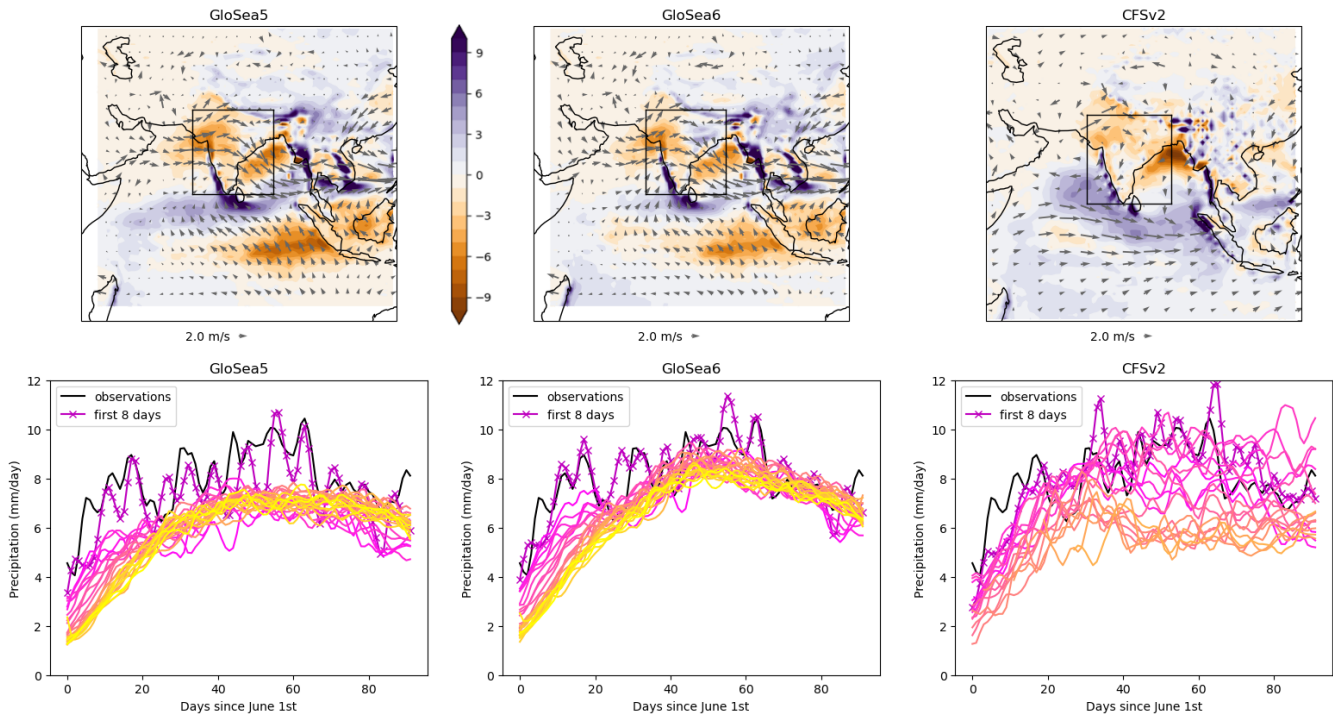 GloSea5
GloSea6
CFSv2
9
6
3
0
−3
−6
−9
2.0 m/s
2.0 m/s
2.0 m/s
GloSea5
GloSea6
CFSv2
12
10
8
6
4
2
0
Precipitation (mm/day)
observations
first 8 days
0 20 40 60 80
Days since June 1st
12
10
8
6
4
2
0
Precipitation (mm/day)
observations
first 8 days
0 20 40 60 80
Days since June 1st
12
10
8
6
4
2
0
Precipitation (mm/day)
observations
first 8 days
0 20 40 60 80
Days since June 1st